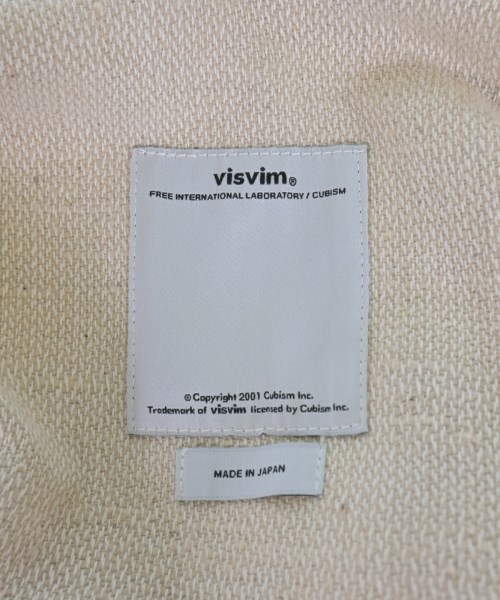 visvim®
FREE INTERNATIONAL LABORATORY / CUBISM
© Copyright 2001 Cubism Inc.
Trademark of visvim licensed by Cubism Inc.
MADE IN JAPAN